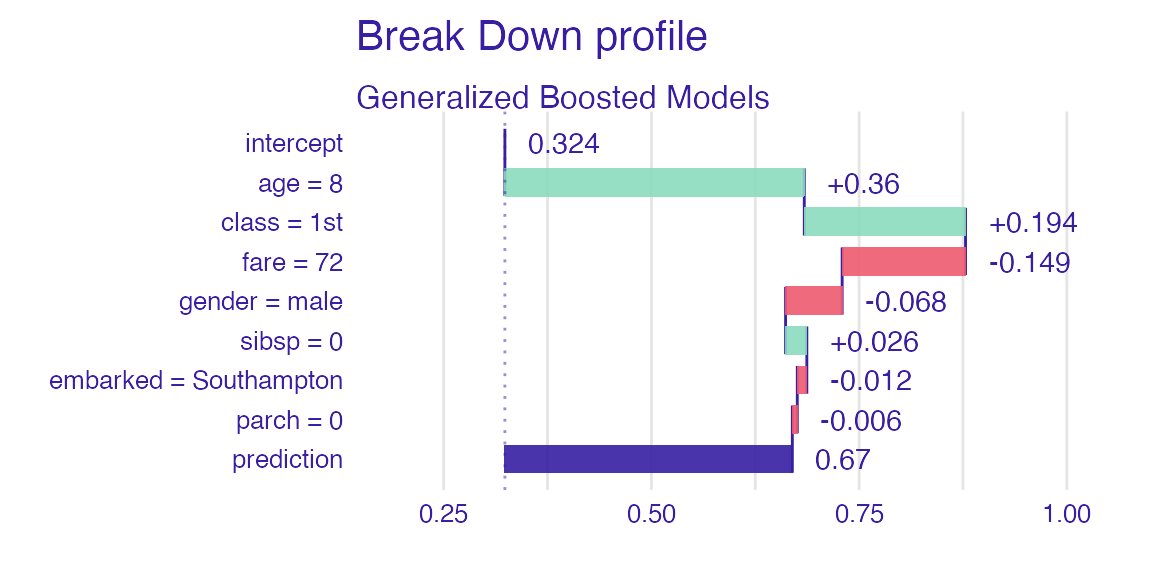 Break Down profile
Generalized Boosted Models
intercept 0.324
age = 8 +0.36
class = 1st +0.194
fare = 72 -0.149
gender = male -0.068
sibsp = 0 +0.026
embarked = Southampton -0.012
parch = 0 -0.006
prediction 0.67
0.25 0.50 0.75 1.00